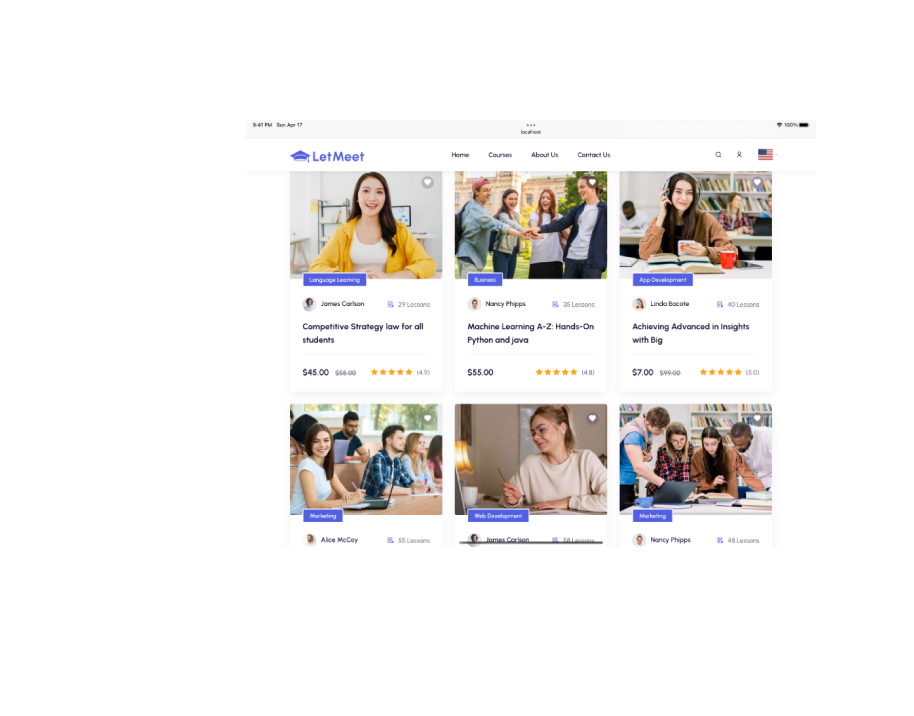 9:41 PM Sun Apr 17
localhost
100%
LetMeet
Home Courses About Us Contact Us
Language Learning
Business
App Development
James Carlson 29 Lessons
Nancy Phipps 35 Lessons
Linda Bacote 40 Lessons
Competitive Strategy law for all
students
Machine Learning A-Z: Hands-On
Python and java
Achieving Advanced in Insights
with Big
$45.00 $55.00 (4.9)
$55.00 (4.8)
$7.00 $99.00 (5.0)
Marketing
Web Development
Marketing
Alice McCoy 55 Lessons
James Carlson 58 Lessons
Nancy Phipps 48 Lessons